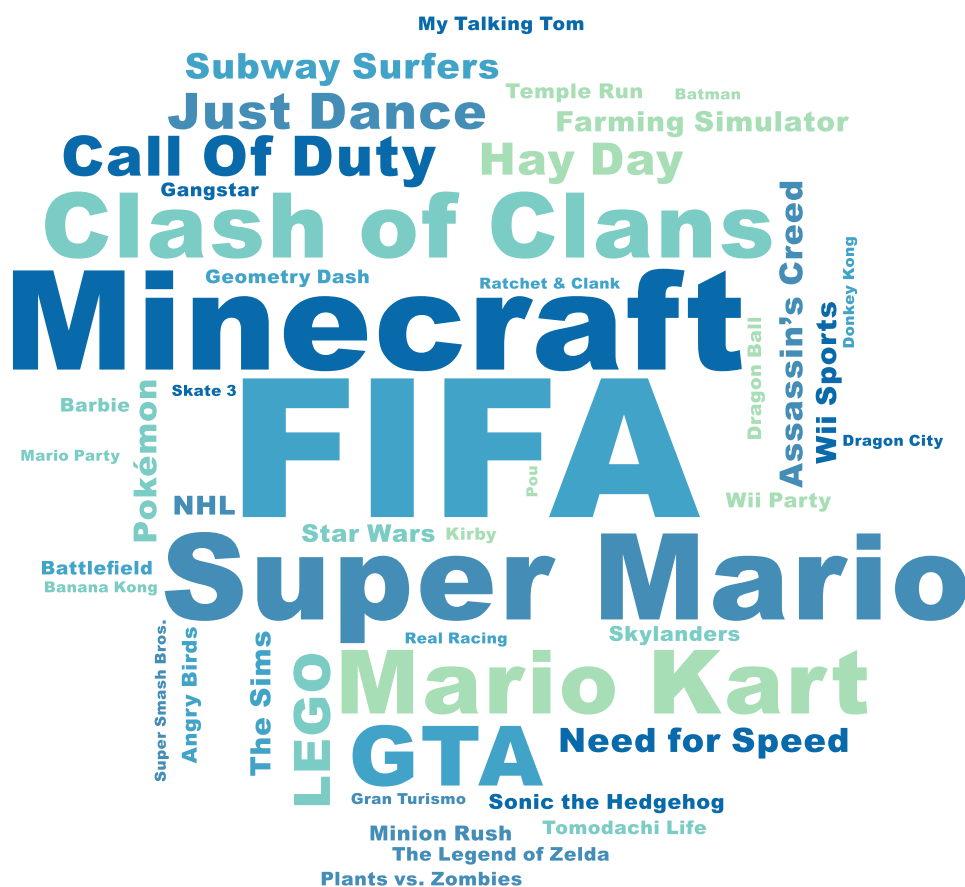 My Talking Tom
Subway Surfers
Temple Run
Batman
Just Dance
Farming Simulator
Call Of Duty
Hay Day
Gangstar
Clash of Clans
Assassin’s Creed
Donkey Kong
Geometry Dash
Ratchet & Clank
Minecraft
Wii Sports
Dragon Ball
Skate 3
Barbie
Pokémon
FIFA
Dragon City
Mario Party
Pou
Wii Party
NHL
Star Wars
Kirby
Battlefield
Banana Kong
Super Mario
Super Smash Bros.
Angry Birds
The Sims
Real Racing
Skylanders
LEGO
Mario Kart
GTA
Need for Speed
Gran Turismo
Sonic the Hedgehog
Minion Rush
Tomodachi Life
The Legend of Zelda
Plants vs. Zombies